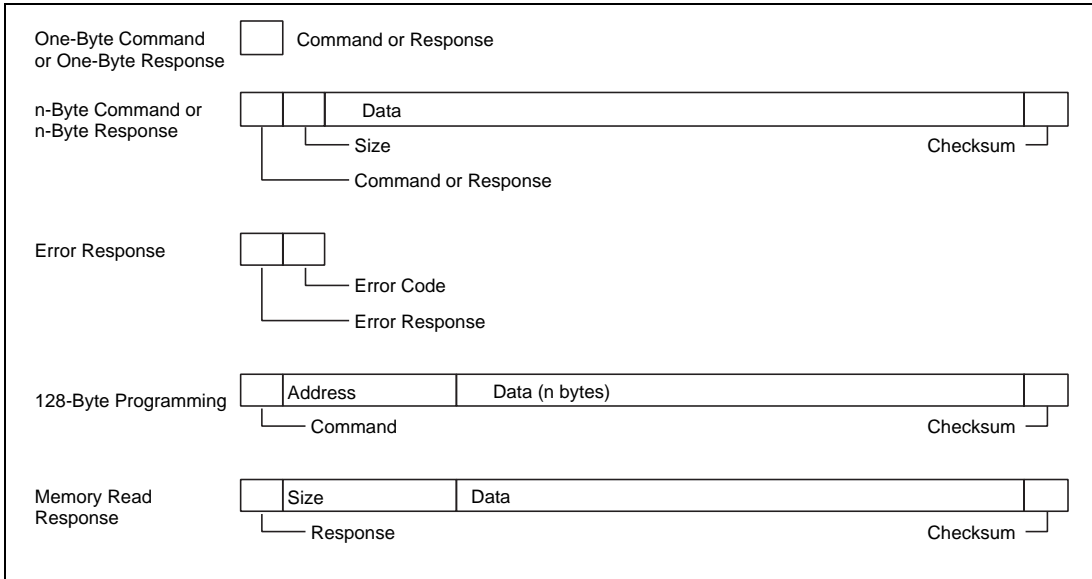 One-Byte Command
or One-Byte Response
Command or Response
n-Byte Command or
n-Byte Response
Data
Size
Checksum
Command or Response
Error Response
Error Code
Error Response
128-Byte Programming
Address
Data (n bytes)
Command
Checksum
Memory Read
Response
Size
Data
Response
Checksum